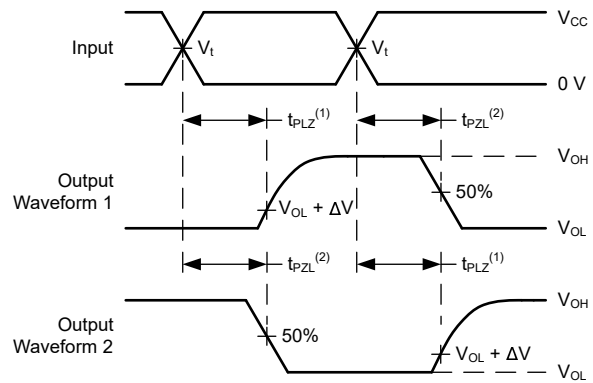 V_CC
Input
V_t
V_t
0 V
t_PLZ^(1)
t_PZL^(2)
V_OH
Output
Waveform 1
50%
V_OL + ΔV
V_OL
t_PZL^(2)
t_PLZ^(1)
V_OH
Output
Waveform 2
50%
V_OL + ΔV
V_OL